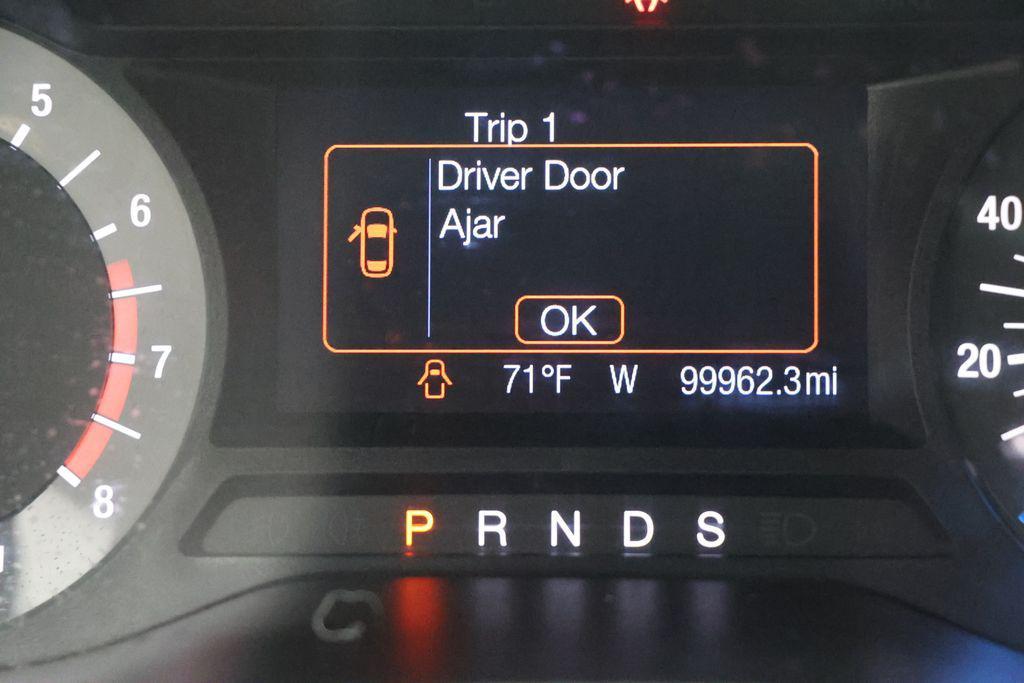 Trip 1
Driver Door
Ajar
OK
71°F W 99962.3mi
P R N D S
5
6
7
8
40
20